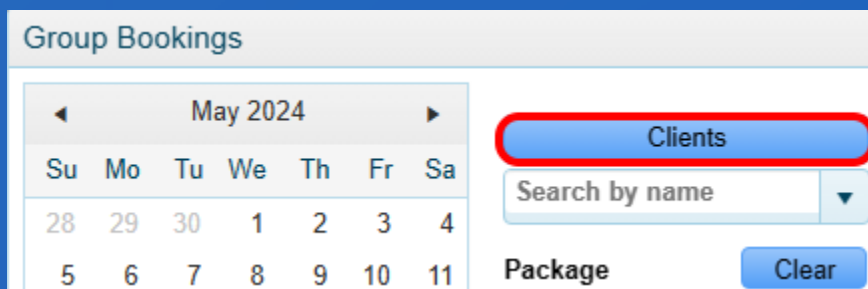 Group Bookings
◄ May 2024 ►
Su Mo Tu We Th Fr Sa
28 29 30 1 2 3 4
5 6 7 8 9 10 11
Clients
Search by name
Package Clear